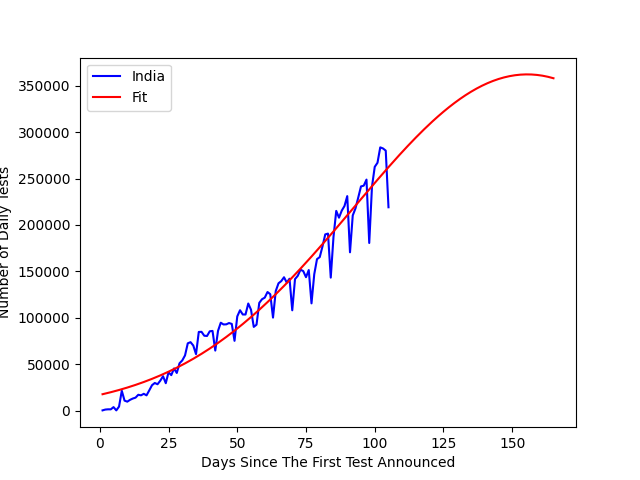 India
Fit
350000
300000
250000
200000
150000
100000
50000
0
Number of Daily Tests
0 25 50 75 100 125 150
Days Since The First Test Announced